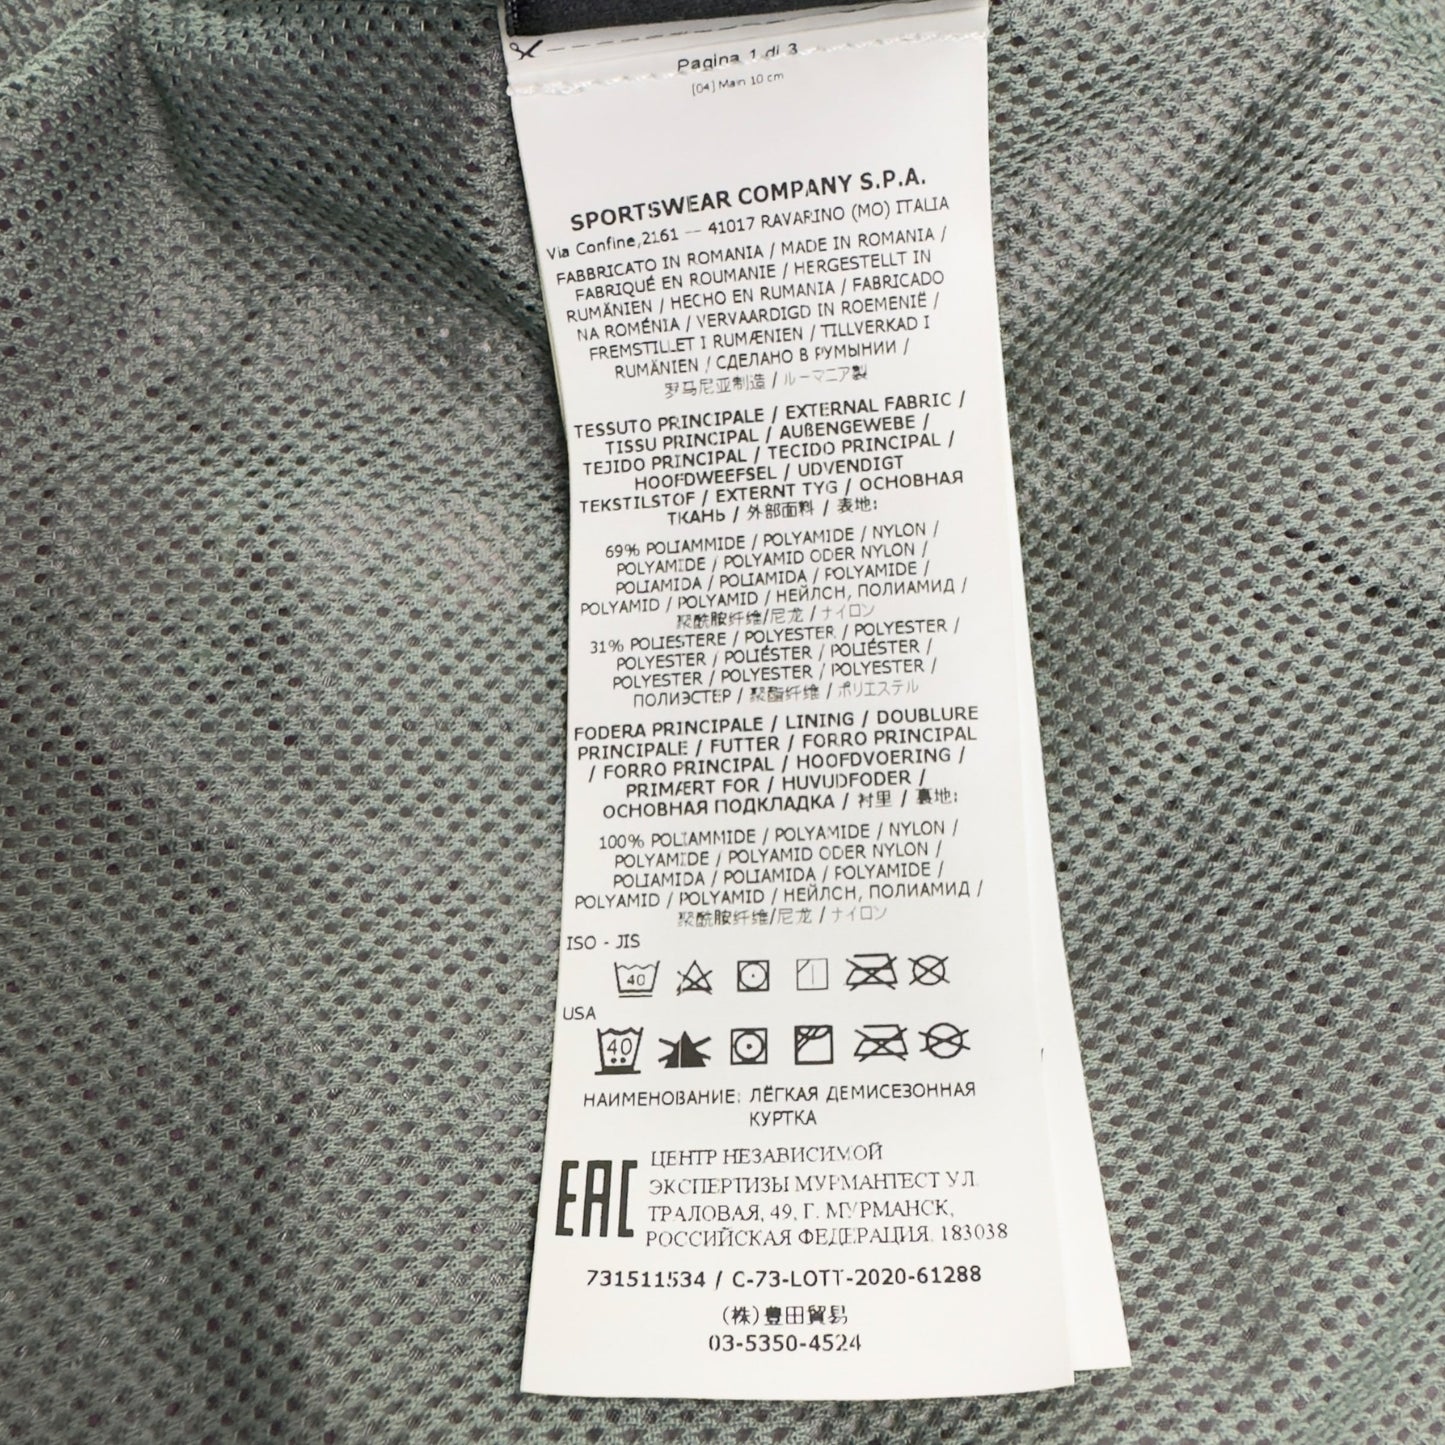 Pagina 1 di 3
[04] Main 10 cm
SPORTSWEAR COMPANY S.P.A.
Via Confine,2161 -- 41017 RAVARINO (MO) ITALIA
FABBRICATO IN ROMANIA / MADE IN ROMANIA /
FABRIQUÉ EN ROUMANIE / HERGESTELLT IN
RUMÄNIEN / HECHO EN RUMANIA / FABRICADO
NA ROMÉNIA / VERVAARDIGD IN ROEMENIË /
FREMSTILLET I RUMÆNIEN / TILLVERKAD I
RUMÄNIEN / СДЕЛАНО В РУМЫНИИ /
罗马尼亚制造 / ルーマニア製
TESSUTO PRINCIPALE / EXTERNAL FABRIC /
TISSU PRINCIPAL / AUßENGEWEBE /
TEJIDO PRINCIPAL / TECIDO PRINCIPAL /
HOOFDWEEFSEL / UDVENDIGT
TEKSTILSTOF / EXTERNT TYG / ОСНОВНАЯ
ТКАНЬ / 外部面料 / 表地:
69% POLIAMMIDE / POLYAMIDE / NYLON /
POLYAMIDE / POLYAMID ODER NYLON /
POLIAMIDA / POLIAMIDA / POLYAMIDE /
POLYAMID / POLYAMID / НЕЙЛСН, ПОЛИАМИД /
聚酰胺纤维/尼龙 / ナイロン
31% POLIESTERE / POLYESTER / POLYESTER /
POLYESTER / POLIÉSTER / POLIÉSTER /
POLYESTER / POLYESTER / POLYESTER /
ПОЛИЭСТЕР / 聚酯纤维 / ポリエステル
FODERA PRINCIPALE / LINING / DOUBLURE
PRINCIPALE / FUTTER / FORRO PRINCIPAL
/ FORRO PRINCIPAL / HOOFDVOERING /
PRIMÆRT FOR / HUVUDFODER /
ОСНОВНАЯ ПОДКЛАДКА / 衬里 / 裏地:
100% POLIAMMIDE / POLYAMIDE / NYLON /
POLYAMIDE / POLYAMID ODER NYLON /
POLIAMIDA / POLIAMIDA / POLYAMIDE /
POLYAMID / POLYAMID / НЕЙЛСН, ПОЛИАМИД /
聚酰胺纤维/尼龙 / ナイロン
ISO - JIS
40
USA
40
НАИМЕНОВАНИЕ: ЛЁГКАЯ ДЕМИСЕЗОННАЯ
КУРТКА
EAC
ЦЕНТР НЕЗАВИСИМОЙ
ЭКСПЕРТИЗЫ МУРМАНТЕСТ УЛ.
ТРАЛОВАЯ, 49, Г. МУРМАНСК,
РОССИЙСКАЯ ФЕДЕРАЦИЯ, 183038
731511534 / C-73-LOTT-2020-61288
(株)豊田貿易
03-5350-4524